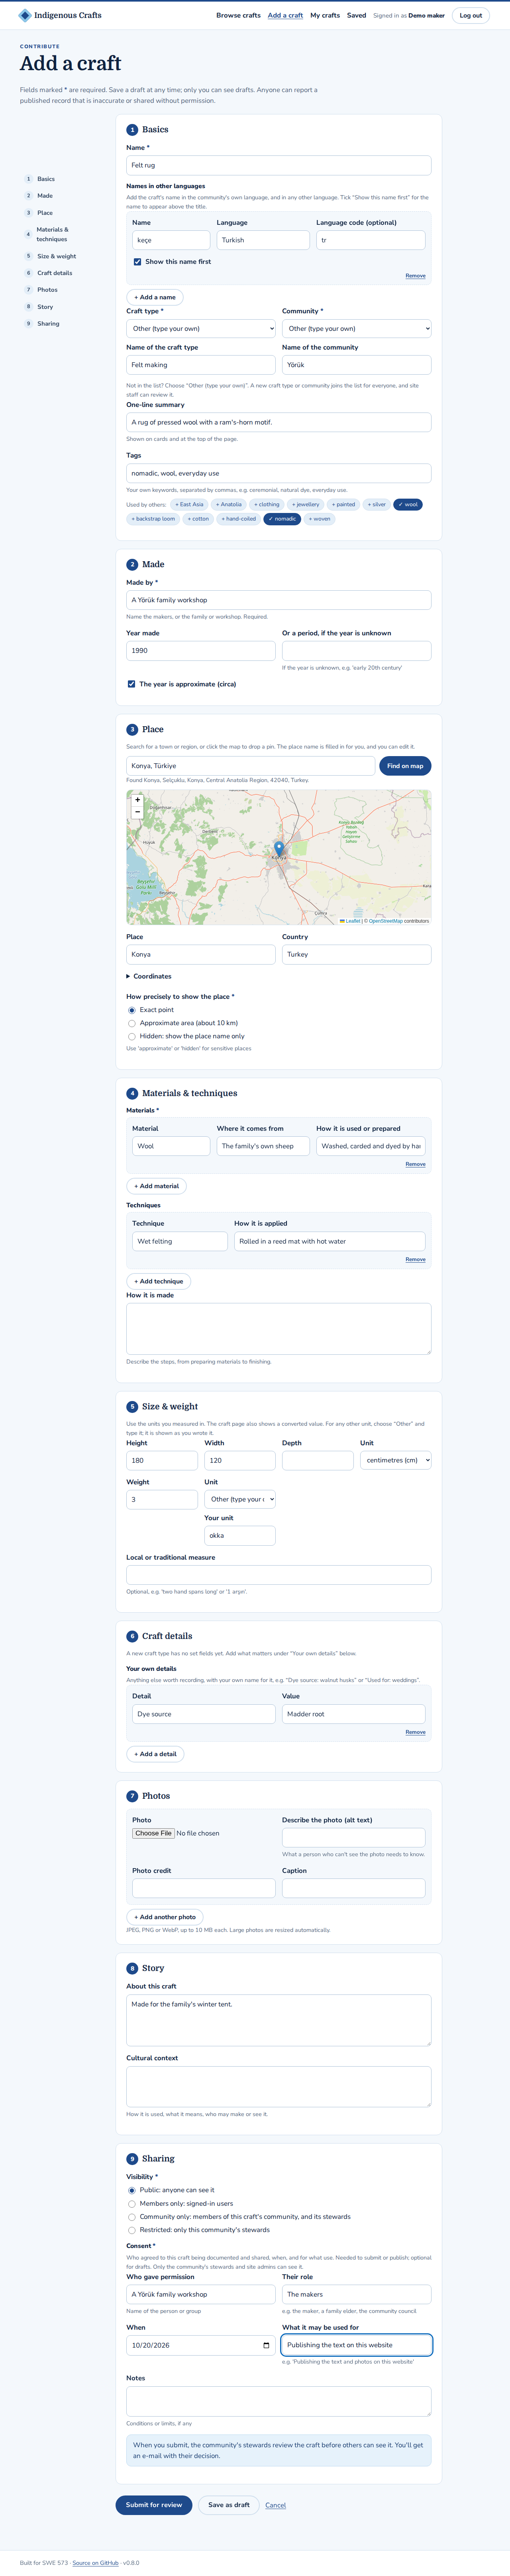 Indigenous Crafts
Browse crafts Add a craft My crafts Saved Signed in as Demo maker Log out
CONTRIBUTE
Add a craft
Fields marked * are required. Save a draft at any time; only you can see drafts. Anyone can report a
published record that is inaccurate or shared without permission.
1 Basics
2 Made
3 Place
4 Materials &
techniques
5 Size & weight
6 Craft details
7 Photos
8 Story
9 Sharing
1 Basics
Name *
Felt rug
Names in other languages
Add the craft's name in the community's own language, and in any other language. Tick "Show this name first" for the
name to appear above the title.
Name Language Language code (optional)
keçe Turkish tr
Show this name first
Remove
+ Add a name
Craft type * Community *
Other (type your own) Other (type your own)
Name of the craft type Name of the community
Felt making Yörük
Not in the list? Choose "Other (type your own)". A new craft type or community joins the list for everyone, and site
staff can review it.
One-line summary
A rug of pressed wool with a ram's-horn motif.
Shown on cards and at the top of the page.
Tags
nomadic, wool, everyday use
Your own keywords, separated by commas, e.g. ceremonial, natural dye, everyday use.
Used by others: + East Asia + Anatolia + clothing + jewellery + painted + silver ✓ wool
+ backstrap loom + cotton + hand-coiled ✓ nomadic + woven
2 Made
Made by *
A Yörük family workshop
Name the makers, or the family or workshop. Required.
Year made Or a period, if the year is unknown
1990
If the year is unknown, e.g. 'early 20th century'
The year is approximate (circa)
3 Place
Search for a town or region, or click the map to drop a pin. The place name is filled in for you, and you can edit it.
Konya, Türkiye Find on map
Found Konya, Selçuklu, Konya, Central Anatolia Region, 42040, Turkey.
+
−
Konya
Leaflet | © OpenStreetMap contributors
Place Country
Konya Turkey
Coordinates
How precisely to show the place *
Exact point
Approximate area (about 10 km)
Hidden: show the place name only
Use 'approximate' or 'hidden' for sensitive places
4 Materials & techniques
Materials *
Material Where it comes from How it is used or prepared
Wool The family's own sheep Washed, carded and dyed by han
Remove
+ Add material
Techniques
Technique How it is applied
Wet felting Rolled in a reed mat with hot water
Remove
+ Add technique
How it is made
Describe the steps, from preparing materials to finishing.
5 Size & weight
Use the units you measured in. The craft page also shows a converted value. For any other unit, choose "Other" and
type it; it is shown as you wrote it.
Height Width Depth Unit
180 120 centimetres (cm)
Weight Unit
3 Other (type your o
Your unit
okka
Local or traditional measure
Optional, e.g. 'two hand spans long' or '1 arşın'.
6 Craft details
A new craft type has no set fields yet. Add what matters under "Your own details" below.
Your own details
Anything else worth recording, with your own name for it, e.g. "Dye source: walnut husks" or "Used for: weddings".
Detail Value
Dye source Madder root
Remove
+ Add a detail
7 Photos
Photo Describe the photo (alt text)
Choose File No file chosen
What a person who can't see the photo needs to know.
Photo credit Caption
+ Add another photo
JPEG, PNG or WebP, up to 10 MB each. Large photos are resized automatically.
8 Story
About this craft
Made for the family's winter tent.
Cultural context
How it is used, what it means, who may make or see it.
9 Sharing
Visibility *
Public: anyone can see it
Members only: signed-in users
Community only: members of this craft's community, and its stewards
Restricted: only this community's stewards
Consent *
Who agreed to this craft being documented and shared, when, and for what use. Needed to submit or publish; optional
for drafts. Only the community's stewards and site admins can see it.
Who gave permission Their role
A Yörük family workshop The makers
Name of the person or group e.g. the maker, a family elder, the community council
When What it may be used for
10/20/2026 Publishing the text on this website
e.g. 'Publishing the text and photos on this website'
Notes
Conditions or limits, if any
When you submit, the community's stewards review the craft before others can see it. You'll get
an e-mail with their decision.
Submit for review Save as draft Cancel
Built for SWE 573 · Source on GitHub · v0.8.0